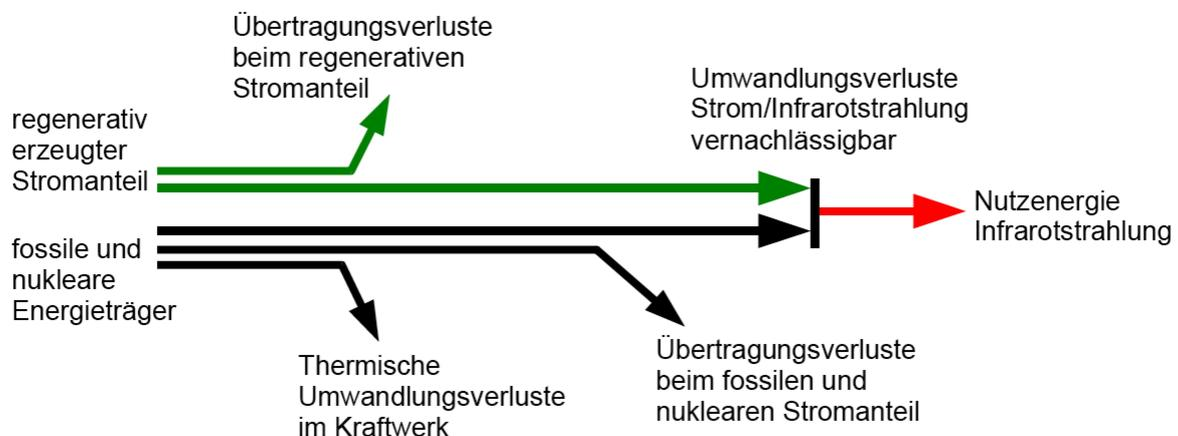 Übertragungsverluste
beim regenerativen
Stromanteil
Umwandlungsverluste
Strom/Infrarotstrahlung
vernachlässigbar
regenerativ
erzeugter
Stromanteil
Nutzenergie
Infrarotstrahlung
fossile und
nukleare
Energieträger
Thermische
Umwandlungsverluste
im Kraftwerk
Übertragungsverluste
beim fossilen und
nuklearen Stromanteil